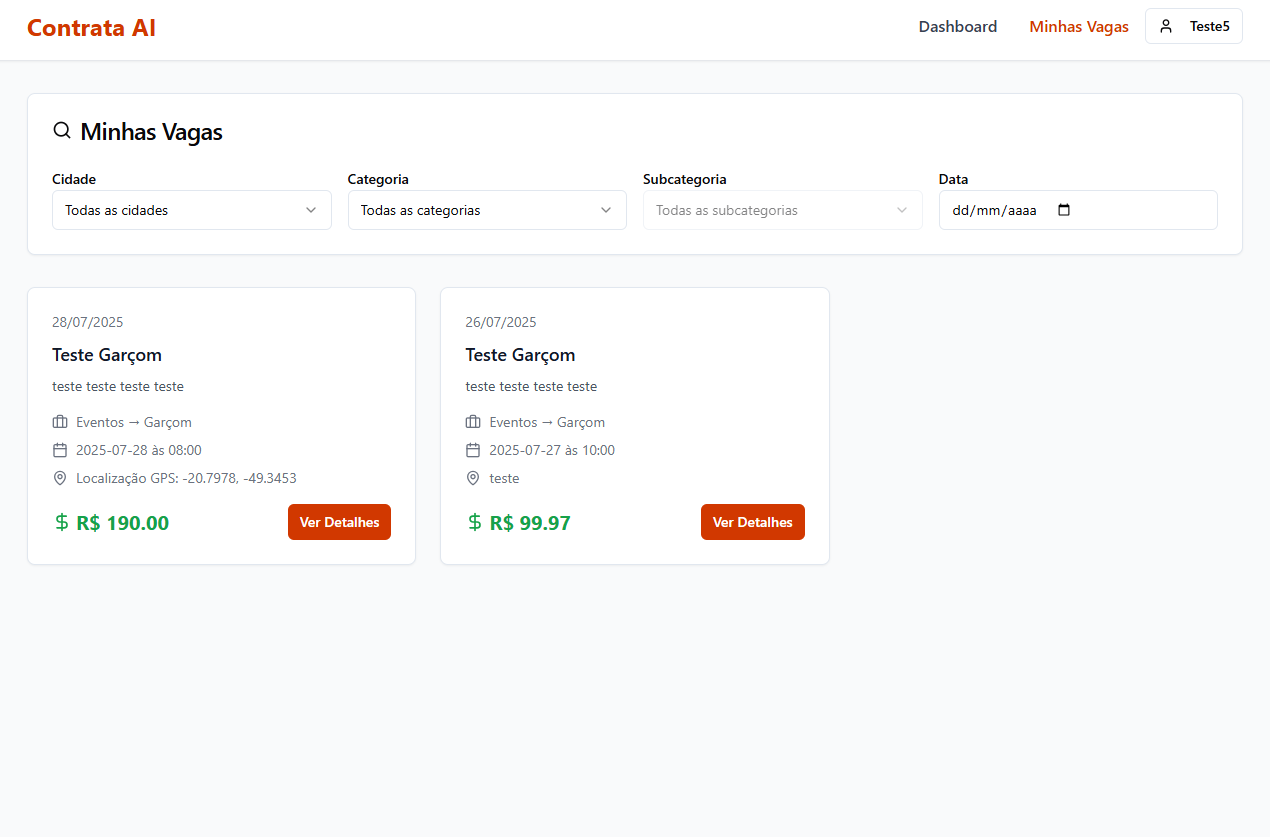 Contrata AI
Dashboard
Minhas Vagas
Teste5
Minhas Vagas
Cidade
Categoria
Subcategoria
Data
Todas as cidades
Todas as categorias
Todas as subcategorias
dd/mm/aaaa
28/07/2025
Teste Garçom
teste teste teste teste
Eventos → Garçom
2025-07-28 às 08:00
Localização GPS: -20.7978, -49.3453
$ R$ 190.00
Ver Detalhes
26/07/2025
Teste Garçom
teste teste teste teste
Eventos → Garçom
2025-07-27 às 10:00
teste
$ R$ 99.97
Ver Detalhes